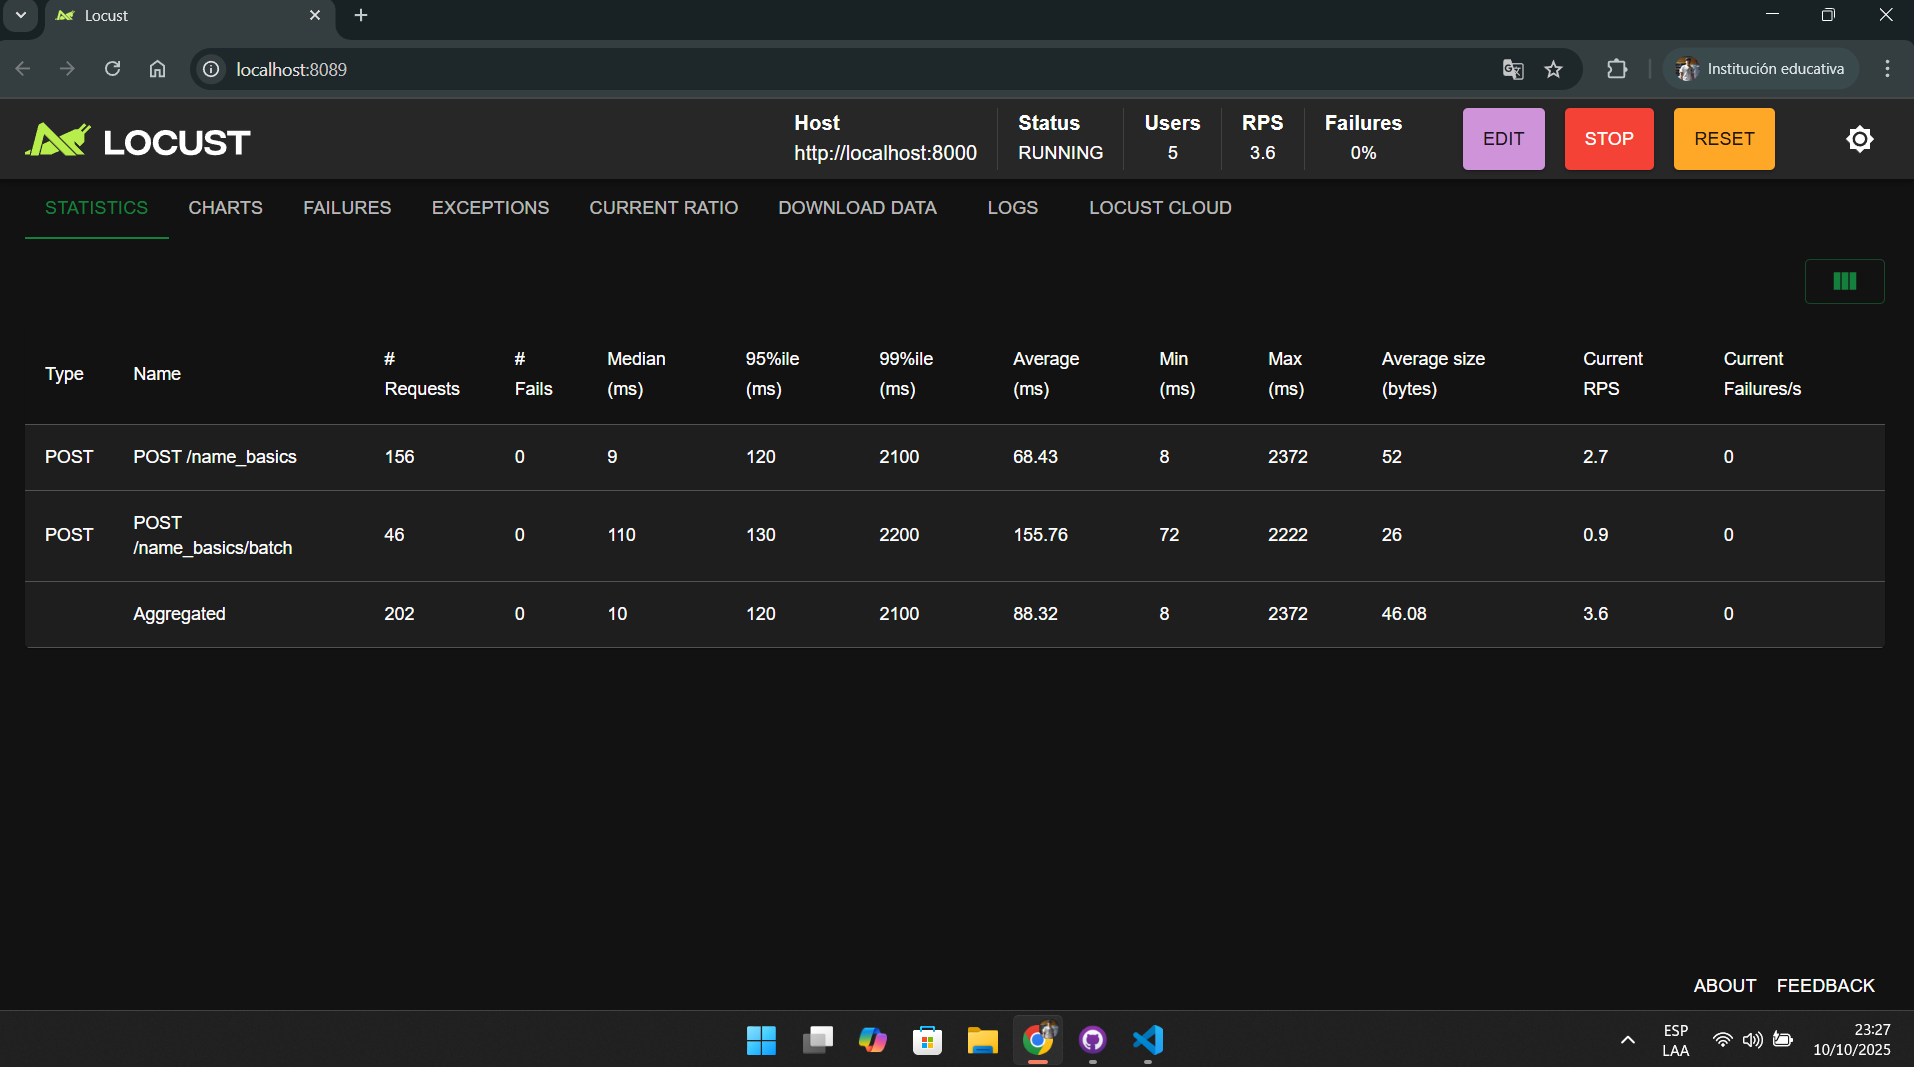 Locust
localhost:8089
Institución educativa
LOCUST
Host
http://localhost:8000
Status
RUNNING
Users
5
RPS
3.6
Failures
0%
EDIT
STOP
RESET
STATISTICS CHARTS FAILURES EXCEPTIONS CURRENT RATIO DOWNLOAD DATA LOGS LOCUST CLOUD
Type Name # Requests # Fails Median (ms) 95%ile (ms) 99%ile (ms) Average (ms) Min (ms) Max (ms) Average size (bytes) Current RPS Current Failures/s
POST POST /name_basics 156 0 9 120 2100 68.43 8 2372 52 2.7 0
POST POST /name_basics/batch 46 0 110 130 2200 155.76 72 2222 26 0.9 0
Aggregated 202 0 10 120 2100 88.32 8 2372 46.08 3.6 0
ABOUT FEEDBACK
ESP
LAA
23:27
10/10/2025